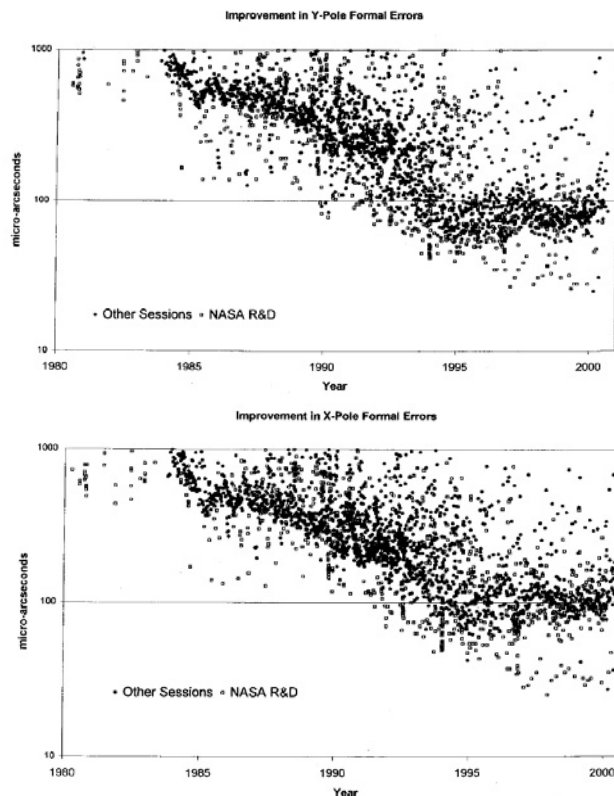 Improvement in Y-Pole Formal Errors
1000
100
10
micro-arcseconds
Other Sessions NASA R&D
1980 1985 1990 1995 2000
Year
Improvement in X-Pole Formal Errors
1000
100
10
micro-arcseconds
Other Sessions NASA R&D
1980 1985 1990 1995 2000
Year